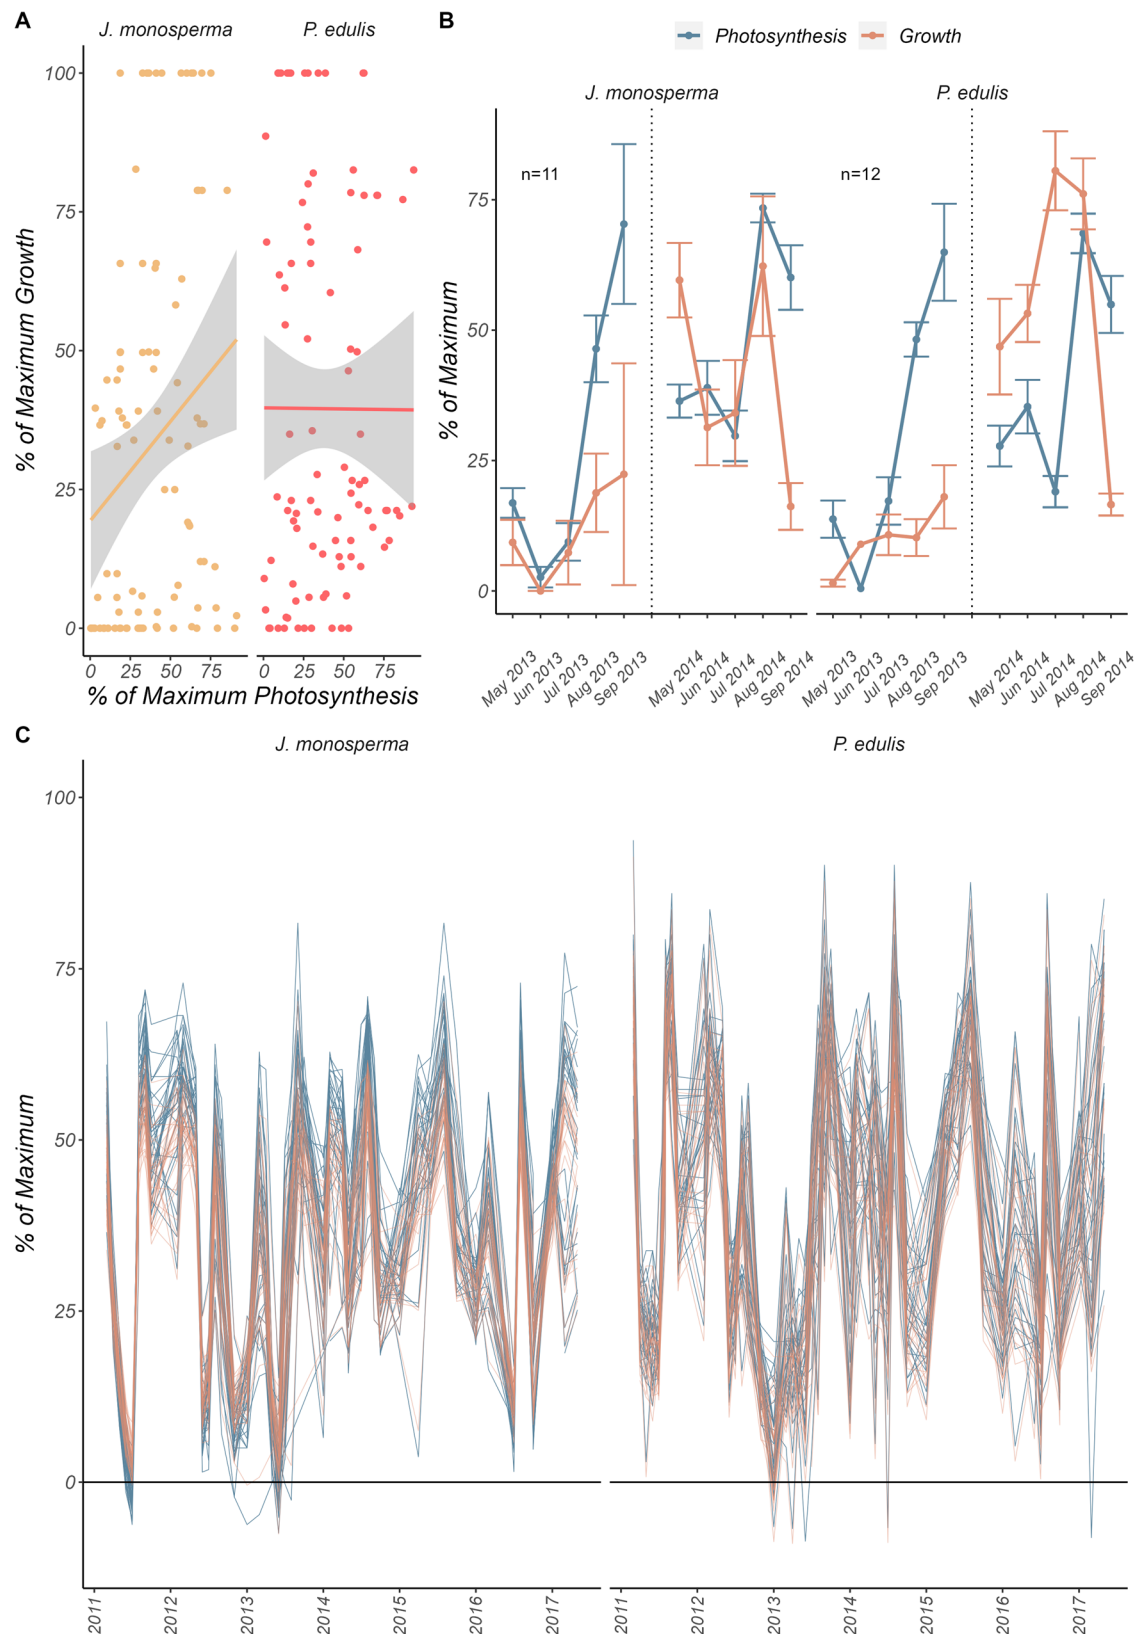 A
J. monosperma
P. edulis
% of Maximum Growth
100
75
50
25
0
0
25
50
75
0
25
50
75
% of Maximum Photosynthesis
B
Photosynthesis
Growth
J. monosperma
P. edulis
n=11
n=12
% of Maximum
75
50
25
0
May 2013
Jun 2013
Jul 2013
Aug 2013
Sep 2013
May 2014
Jun 2014
Jul 2014
Aug 2014
Sep 2014
May 2013
Jun 2013
Jul 2013
Aug 2013
Sep 2013
May 2014
Jun 2014
Jul 2014
Aug 2014
Sep 2014
C
J. monosperma
P. edulis
% of Maximum
100
75
50
25
0
2011
2012
2013
2014
2015
2016
2017
2011
2012
2013
2014
2015
2016
2017